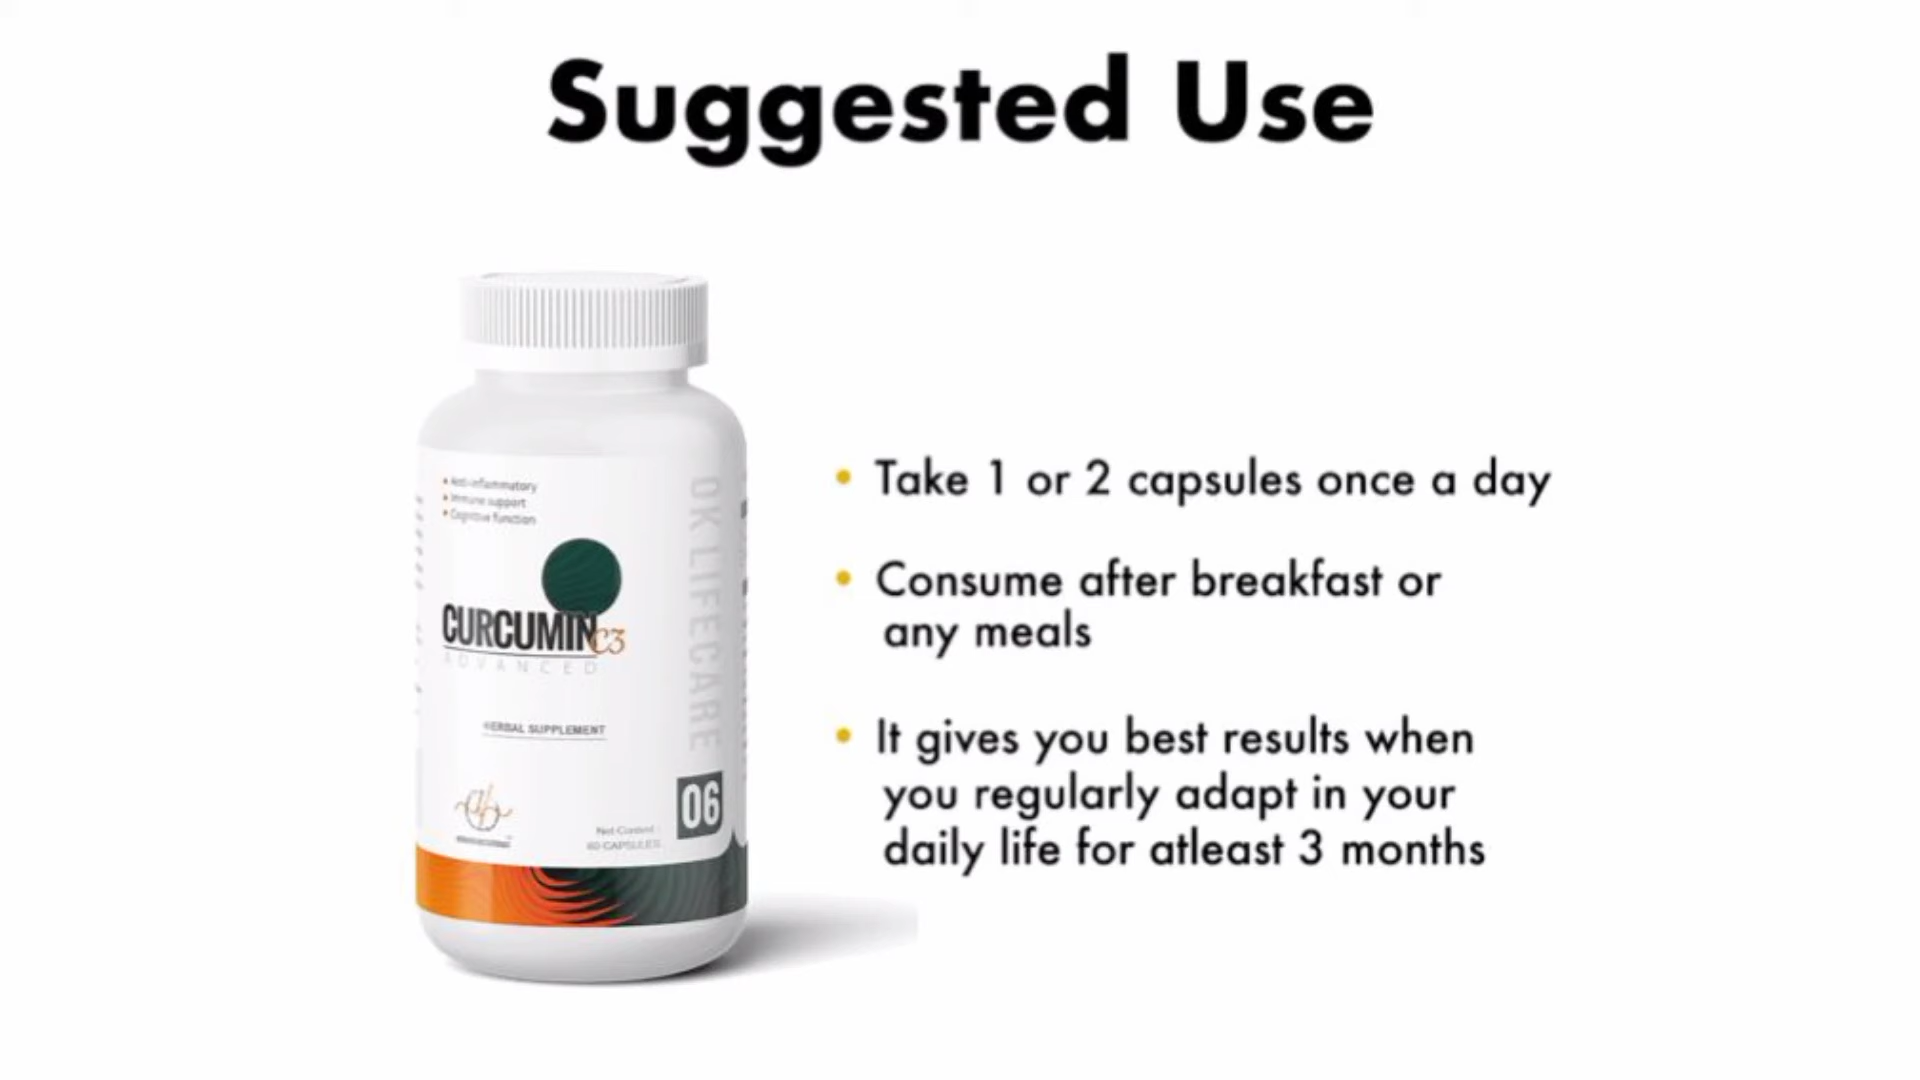 Suggested Use
• Anti-inflammatory
• Immune support
• Cognitive function
CURCUMIN C3
ADVANCED
HERBAL SUPPLEMENT
Net Content :
60 CAPSULES
OK LIFECARE
06
• Take 1 or 2 capsules once a day
• Consume after breakfast or
any meals
• It gives you best results when
you regularly adapt in your
daily life for atleast 3 months